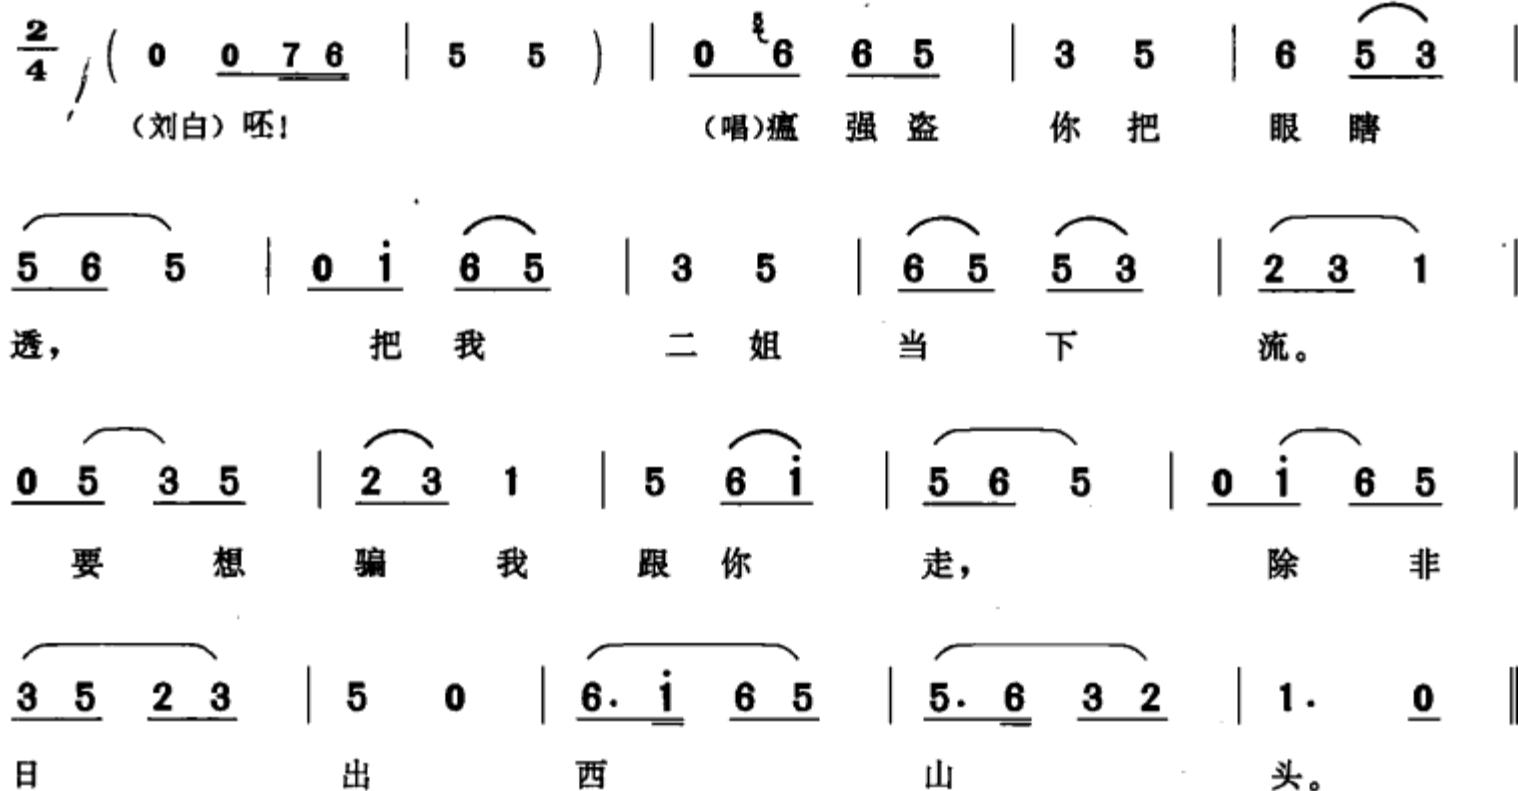 2/4 ( 0 0 7 6 | 5 5 ) | 0 6 6 5 | 3 5 | 6 5 3 |
(刘白)呸! (唱)瘟强盗 你把 眼瞎
5 6 5 | 0 i 6 5 | 3 5 | 6 5 5 3 | 2 3 1 |
透, 把我 二姐 当下 流。
0 5 3 5 | 2 3 1 | 5 6 i | 5 6 5 | 0 i 6 5 |
要想 骗我 跟你 走, 除非
3 5 2 3 | 5 0 | 6. i 6 5 | 5. 6 3 2 | 1. 0 ‖
日 出 西 山 头。